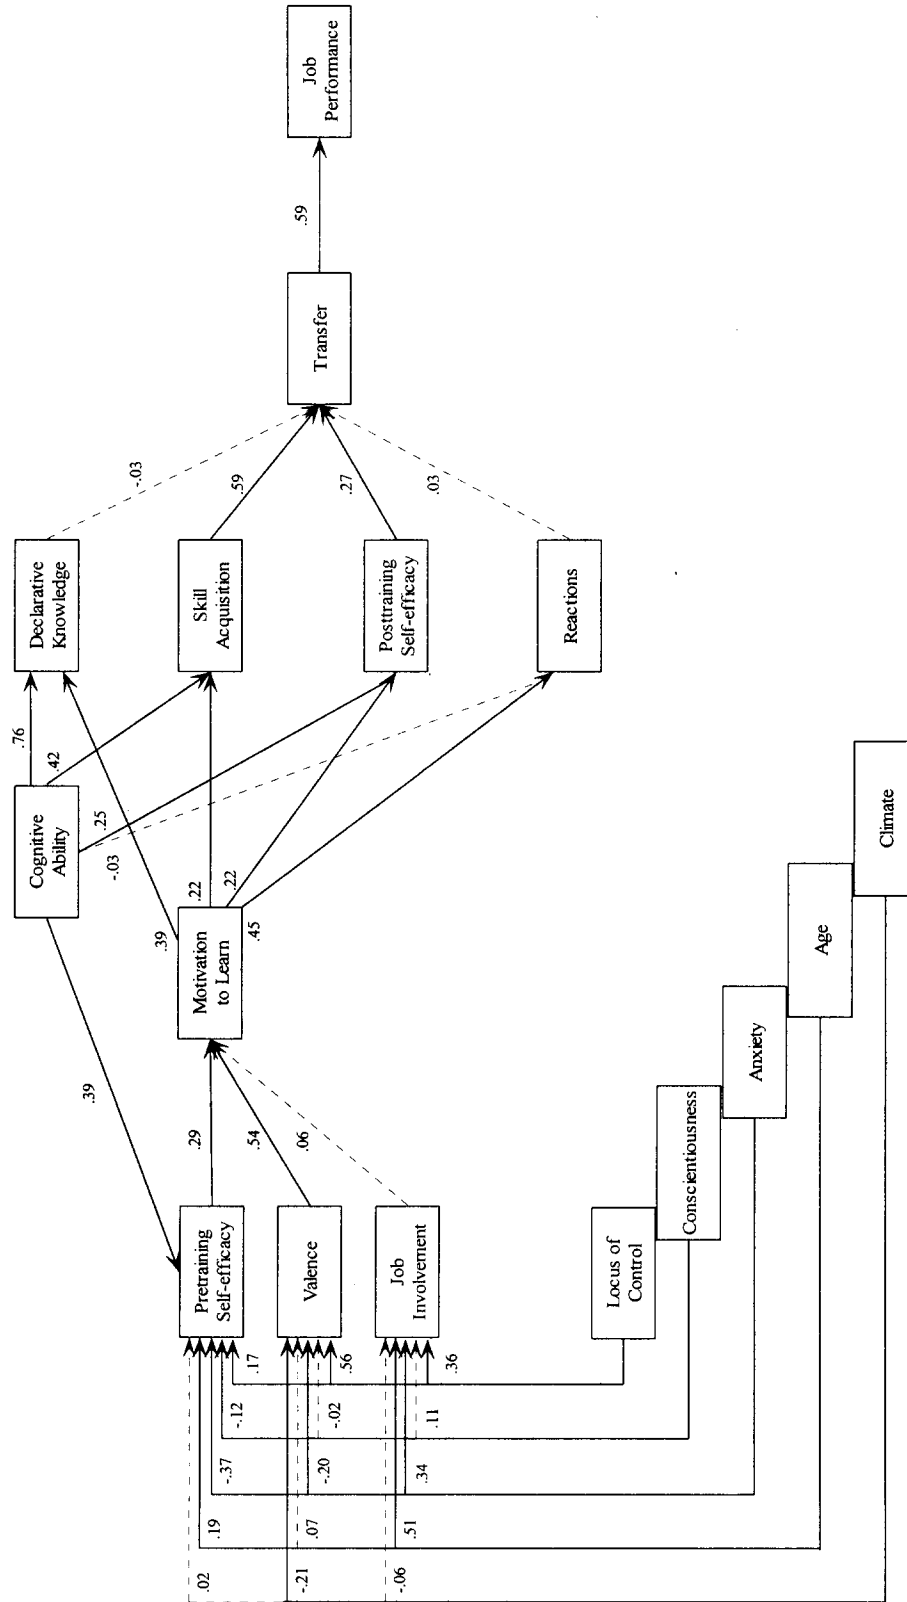 Job
Performance
.59
Transfer
-.03
.59
.27
.03
Declarative
Knowledge
Skill
Acquisition
Posttraining
Self-efficacy
Reactions
.76
.42
.25
-.03
Cognitive
Ability
.39
.22
.22
.45
Motivation
to Learn
.39
.29
.54
.06
Pretraining
Self-efficacy
Valence
Job
Involvement
Locus of
Control
Conscientiousness
Anxiety
Age
Climate
.17
.56
.36
-.12
-.02
.11
-.37
-.20
.34
.19
.07
.51
.02
-.21
-.06